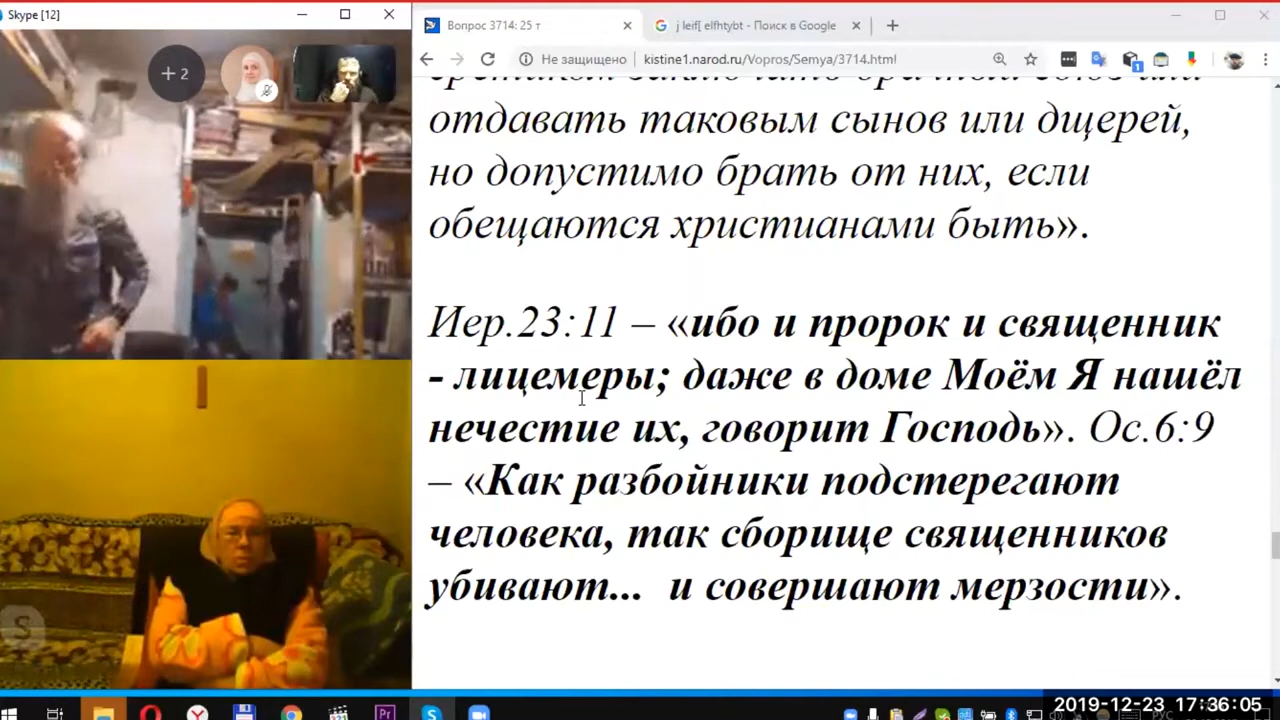 Skype [12]
Вопрос 3714: 25 т
j leif[ elfhtybt - Поиск в Google
Не защищено
kistine1.narod.ru/Vopros/Semya/3714.html
+2
отдавать таковым сынов или дщерей,
но допустимо брать от них, если
обещаются христианами быть».
Иер.23:11 – «ибо и пророк и священник
- лицемеры; даже в доме Моём Я нашёл
нечестие их, говорит Господь». Ос.6:9
– «Как разбойники подстерегают
человека, так сборище священников
убивают... и совершают мерзости».
2019-12-23 17:36:05